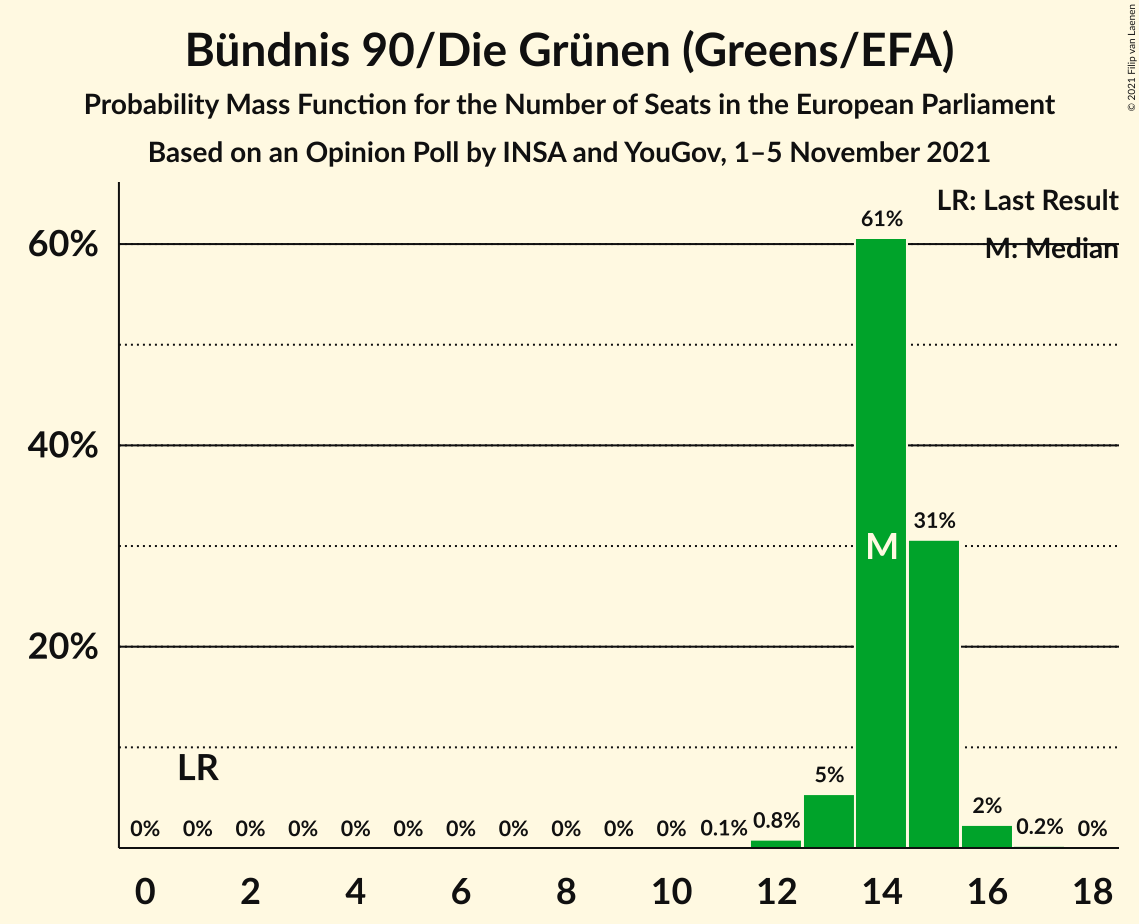 Bündnis 90/Die Grünen (Greens/EFA)
Probability Mass Function for the Number of Seats in the European Parliament
Based on an Opinion Poll by INSA and YouGov, 1–5 November 2021
© 2021 Filip van Laenen
LR: Last Result
M: Median
60%
40%
20%
61%
31%
M
LR
0% 0% 0% 0% 0% 0% 0% 0% 0% 0% 0% 0.1% 0.8% 5% 2% 0.2% 0%
0 2 4 6 8 10 12 14 16 18